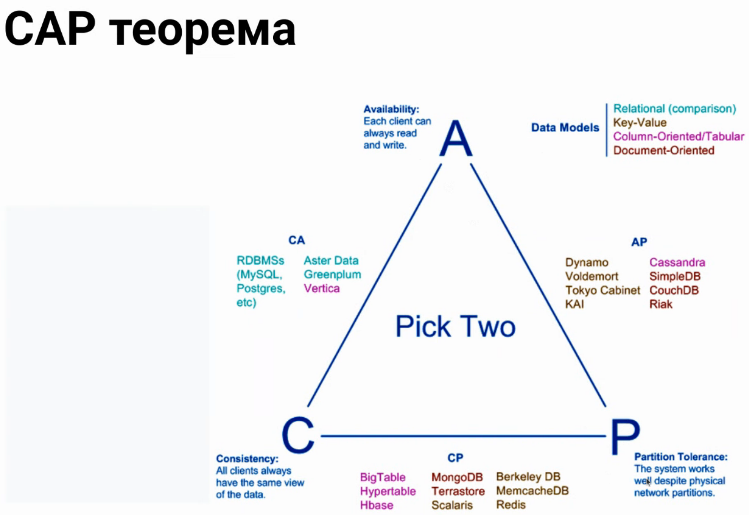 CAP теорема
Availability:
Each client can
always read
and write.
A
Data Models
Relational (comparison)
Key-Value
Column-Oriented/Tabular
Document-Oriented
CA
RDBMSs
(MySQL,
Postgres,
etc)
Aster Data
Greenplum
Vertica
AP
Dynamo
Voldemort
Tokyo Cabinet
KAI
Cassandra
SimpleDB
CouchDB
Riak
Pick Two
C
P
Consistency:
All clients always
have the same view
of the data.
CP
BigTable
Hypertable
Hbase
MongoDB
Terrastore
Scalaris
Berkeley DB
MemcacheDB
Redis
Partition Tolerance:
The system works
well despite physical
network partitions.